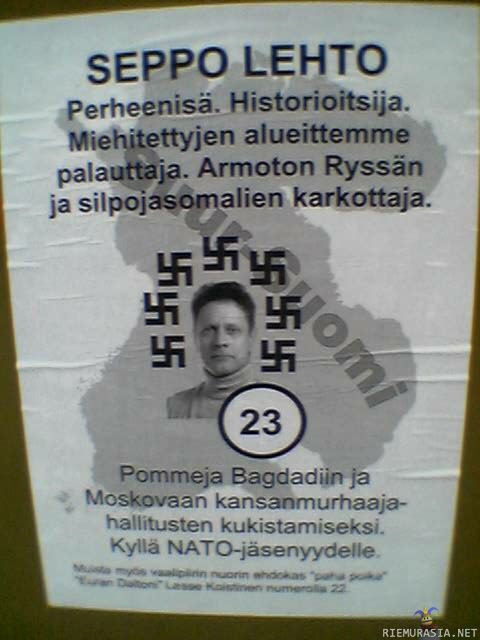 SEPPO LEHTO
Perheenisä. Historioitsija.
Miehitettyjen alueittemme
palauttaja. Armoton Ryssän
ja silpojasomalien karkottaja.
Suur-Suomi
23
Pommeja Bagdadiin ja
Moskovaan kansanmurhaaja-
hallitusten kukistamiseksi.
Kyllä NATO-jäsenyydelle.
Muista myös vaalipiirin nuorin ehdokas "paha poika"
"Euran Daltoni" Lasse Koistinen numerolla 22.
RIEMURASIA.NET